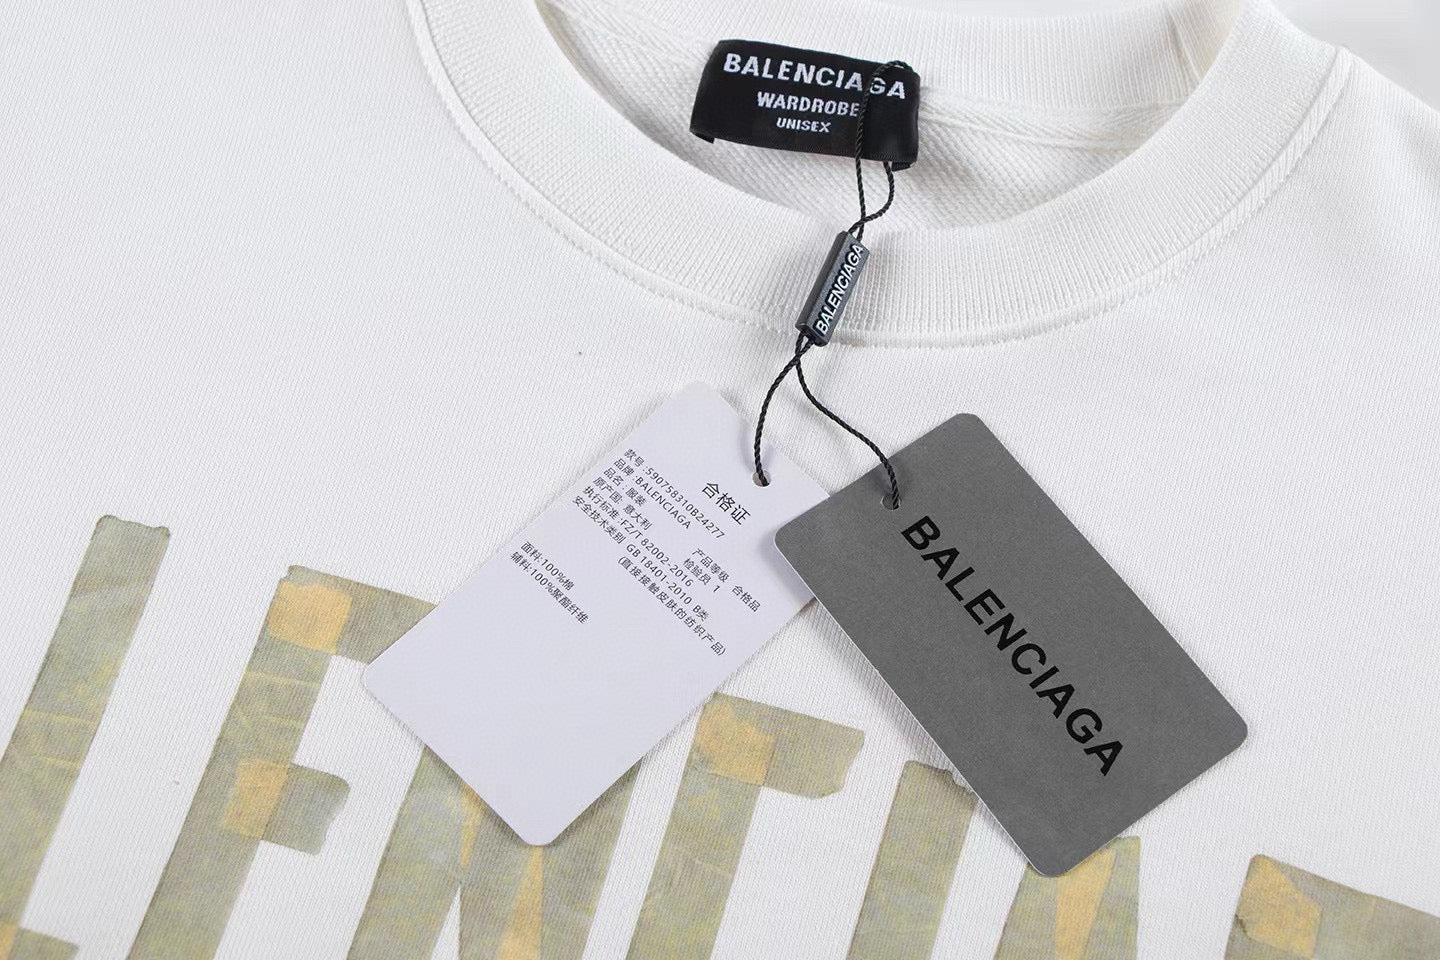 BALENCIAGA
WARDROBE
UNISEX
BALENCIAGA
合格证
款号:590758310B24277
品牌:BALENCIAGA
品名:服装
原产国:意大利
产品等级 合格品
执行标准:FZ/T 82002-2016 检验员 1
安全技术类别 GB 18401-2010 B类
(直接接触皮肤的纺织产品)
面料:100%棉
辅料:100%聚酯纤维
BALENCIAGA
LENCIA